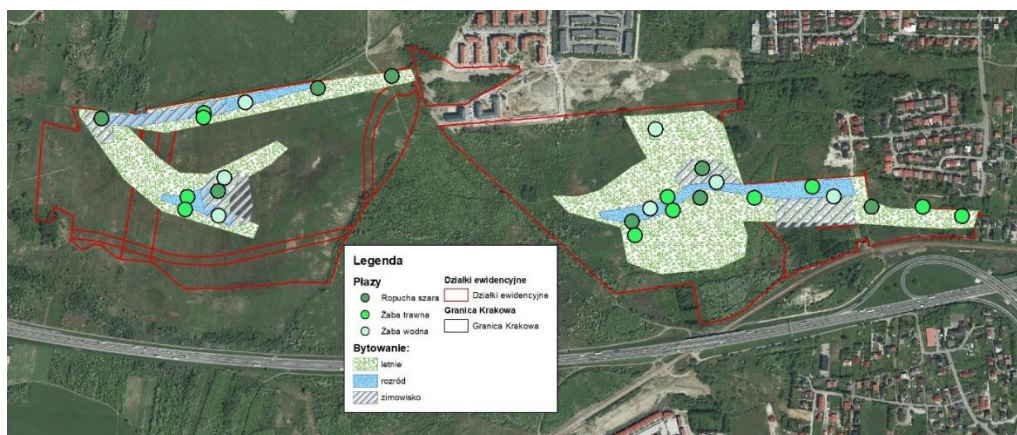 Legenda
Płazy
Ropucha szara
Żaba trawna
Żaba wodna
Bytowanie:
letnie
rozród
zimowisko
Działki ewidencyjne
Działki ewidencyjne
Granica Krakowa
Granica Krakowa